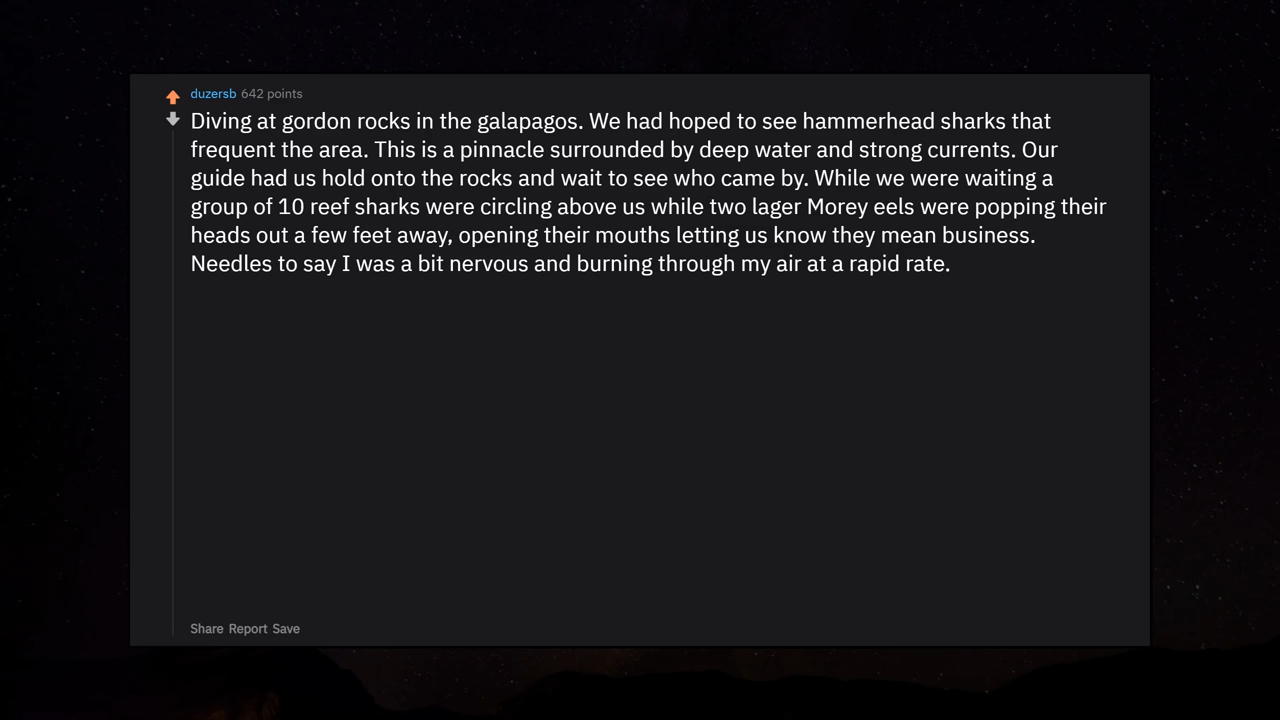 duzersb 642 points
Diving at gordon rocks in the galapagos. We had hoped to see hammerhead sharks that
frequent the area. This is a pinnacle surrounded by deep water and strong currents. Our
guide had us hold onto the rocks and wait to see who came by. While we were waiting a
group of 10 reef sharks were circling above us while two lager Morey eels were popping their
heads out a few feet away, opening their mouths letting us know they mean business.
Needles to say I was a bit nervous and burning through my air at a rapid rate.
Share Report Save